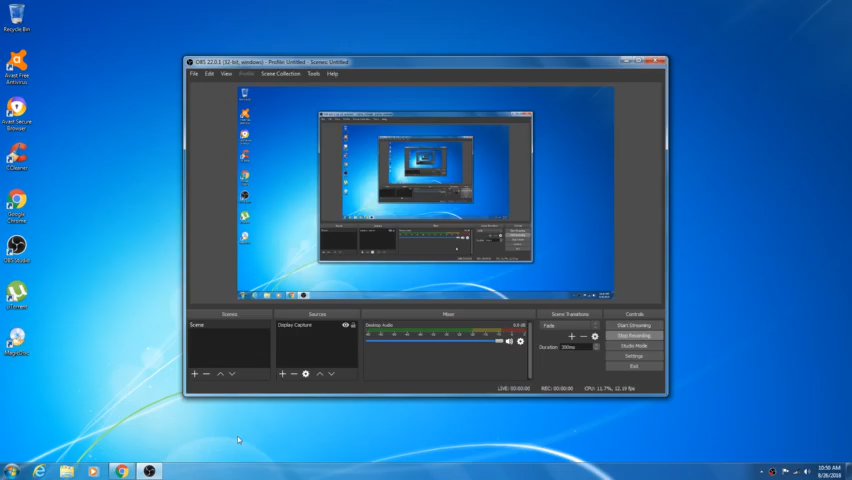 Recycle Bin
Avast Free
Antivirus
Avast Secure
Browser
CCleaner
Google
Chrome
OBS Studio
uTorrent
MagicDisc
OBS 22.0.1 (32-bit, windows) - Profile: Untitled - Scenes: Untitled
File Edit View Profile Scene Collection Tools Help
Scenes Sources Mixer Scene Transitions Controls
Scene
Display Capture
Desktop Audio 0.0 dB
Fade
Duration 300ms
Start Streaming
Stop Recording
Studio Mode
Settings
Exit
LIVE: 00:00:00 REC: 00:00:00 CPU: 11.7%, 12.19 fps
10:50 AM
6/26/2018